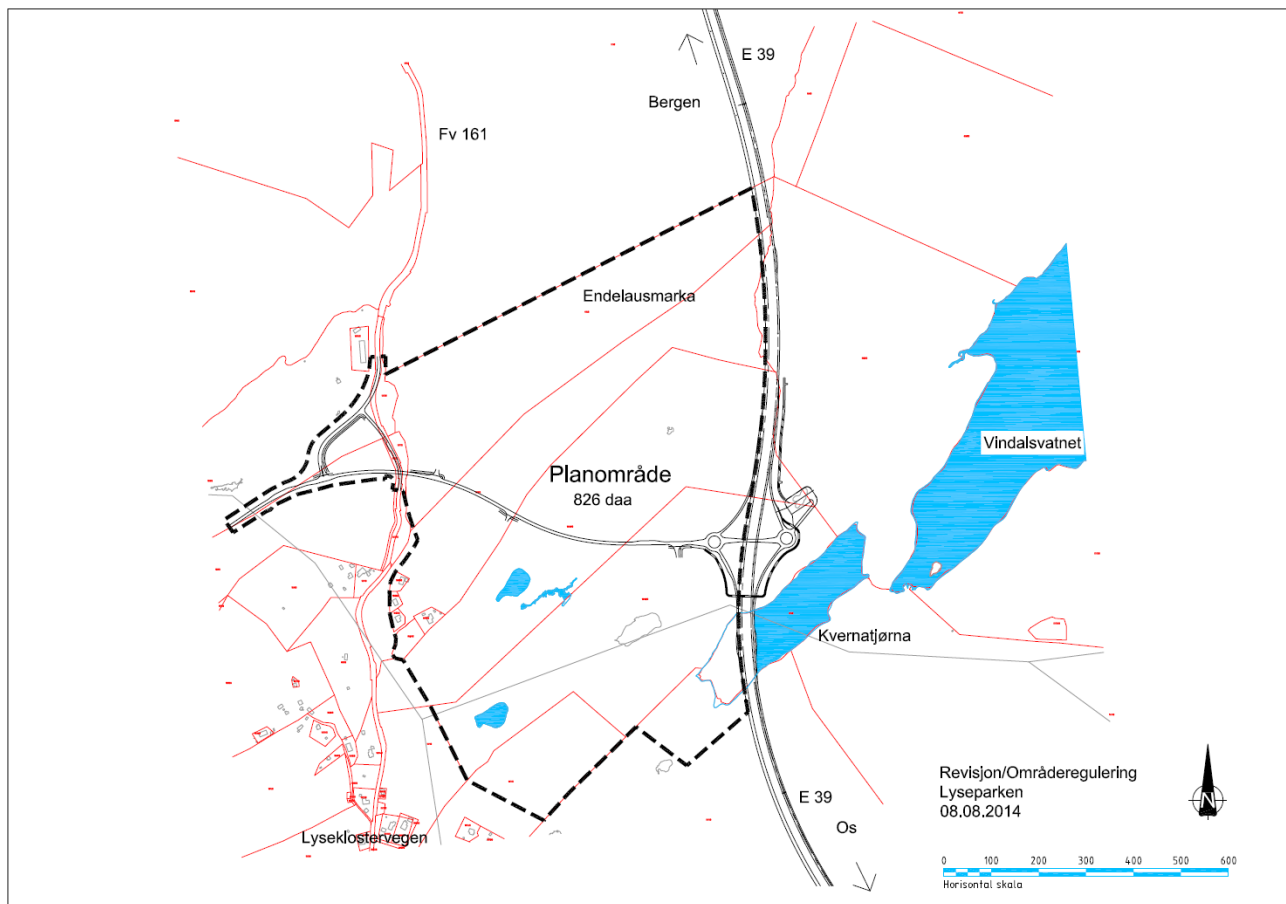 E 39
Bergen
Fv 161
Endelausmarka
Vindalsvatnet
Planområde
826 daa
Kvernatjørna
Revisjon/Områderegulering
Lyseparken
08.08.2014
N
E 39
Os
Lyseklostervegen
0 100 200 300 400 500 600
Horisontal skala